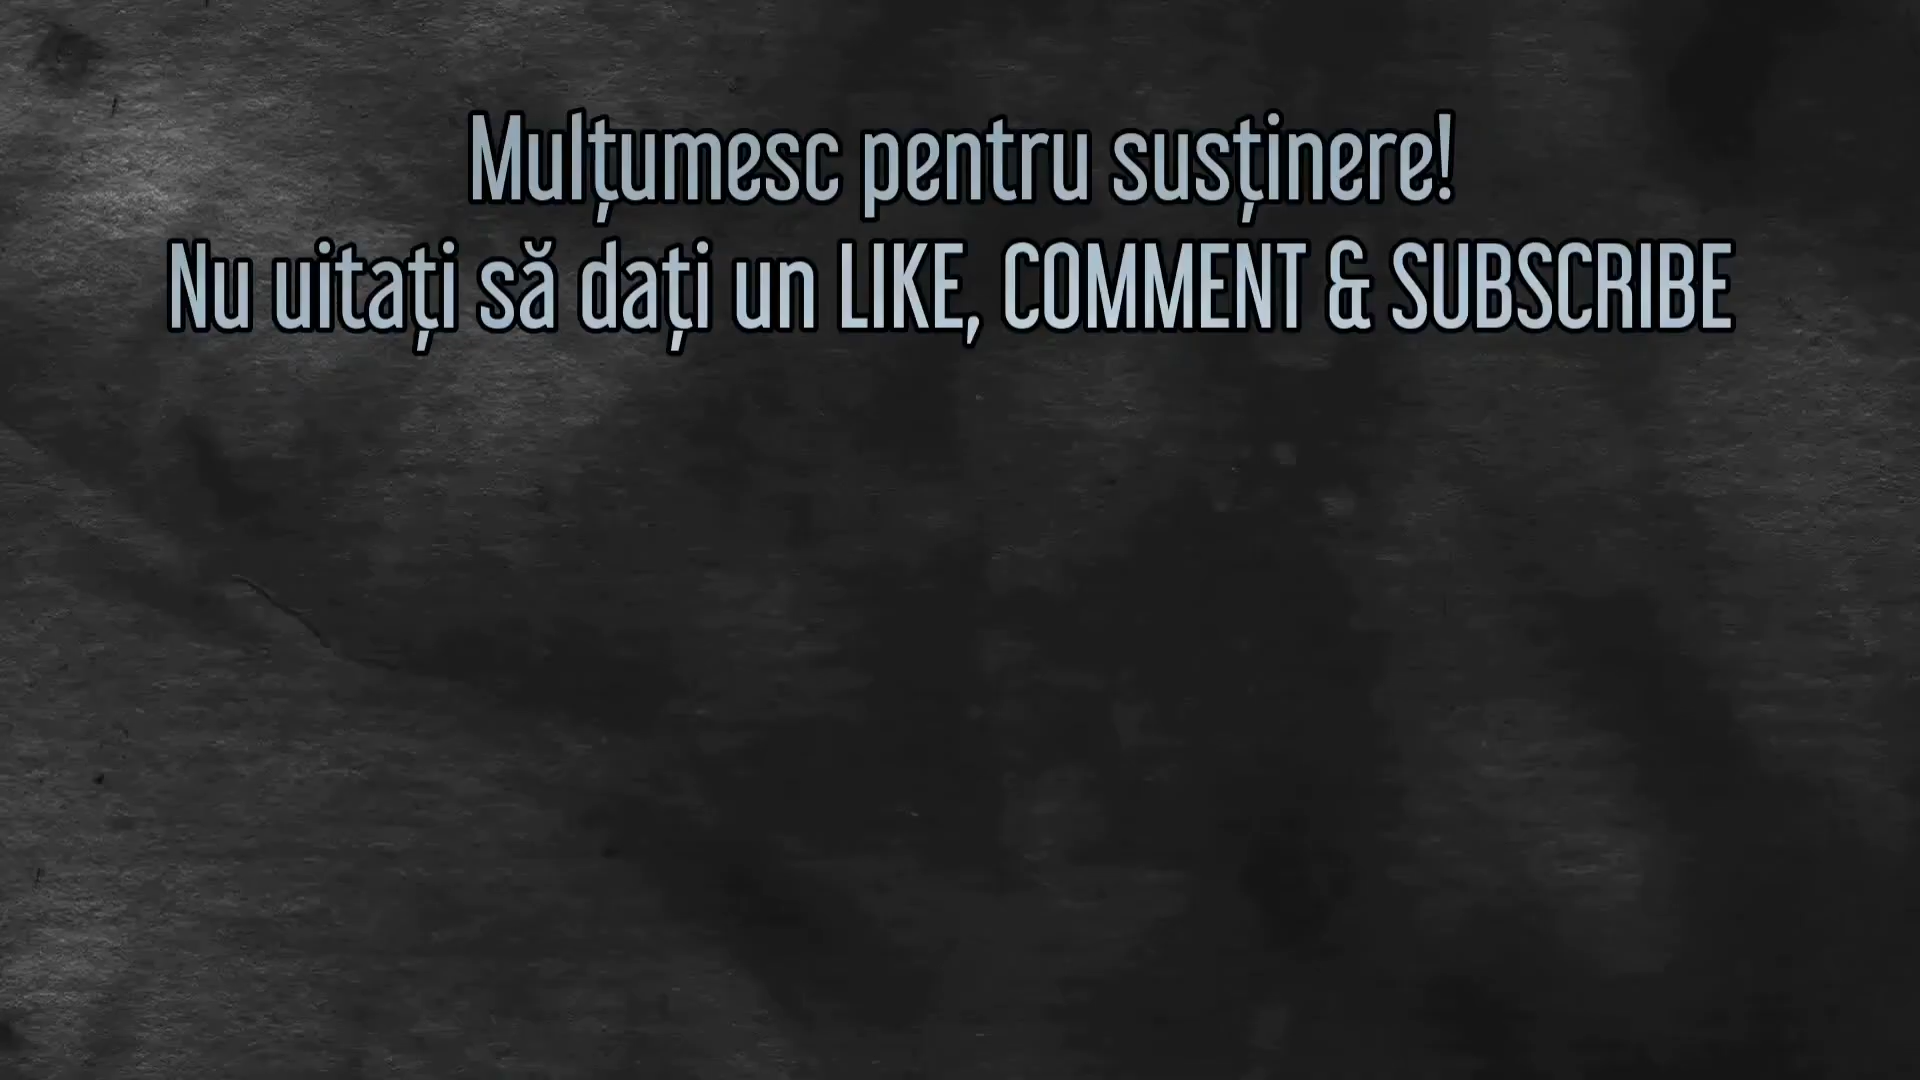 Mulțumesc pentru susținere!
Nu uitați să dați un LIKE, COMMENT & SUBSCRIBE